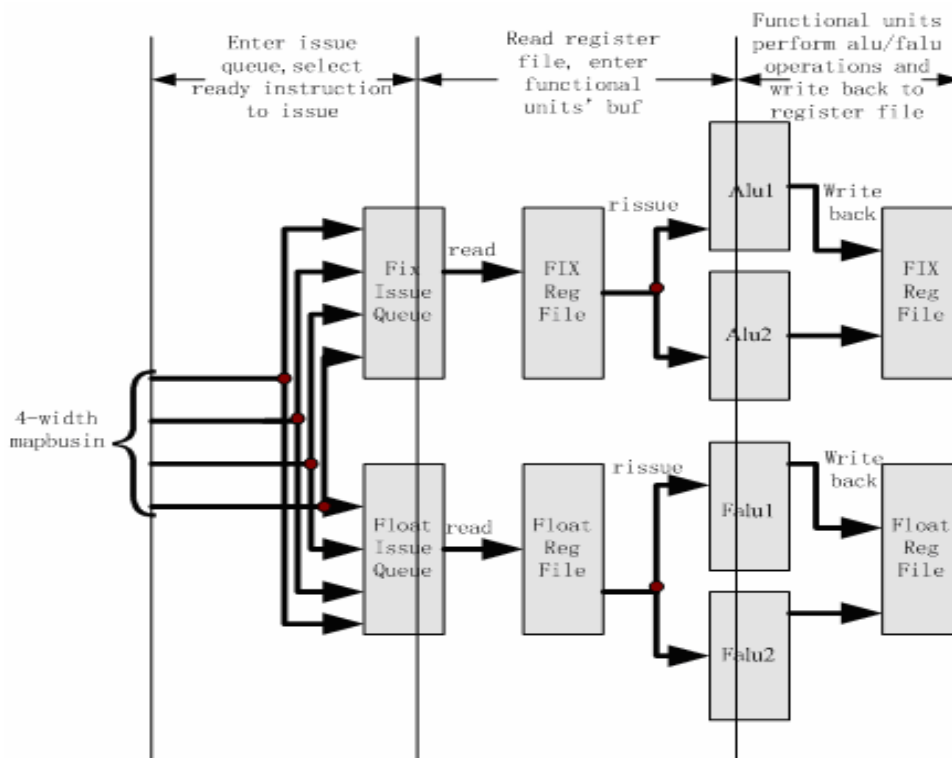 Enter issue
queue, select
ready instruction
to issue
Read register
file, enter
functional
units' buf
Functional units
perform alu/falu
operations and
write back to
register file
4-width
mapbusin
Fix
Issue
Queue
read
FIX
Reg
File
rissue
Alu1
Alu2
Write
back
FIX
Reg
File
Float
Issue
Queue
read
Float
Reg
File
rissue
Falu1
Falu2
Write
back
Float
Reg
File